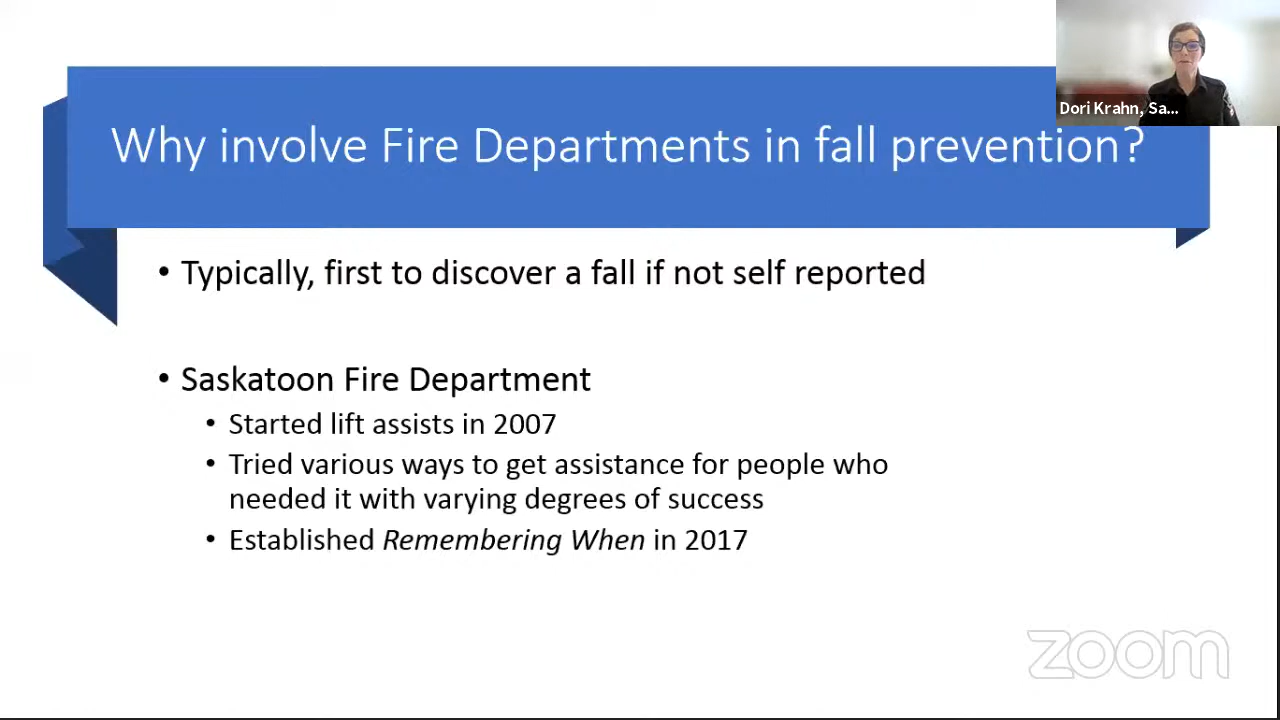 Dori Krahn, Sa...
Why involve Fire Departments in fall prevention?
• Typically, first to discover a fall if not self reported
• Saskatoon Fire Department
• Started lift assists in 2007
• Tried various ways to get assistance for people who
needed it with varying degrees of success
• Established Remembering When in 2017
zoom